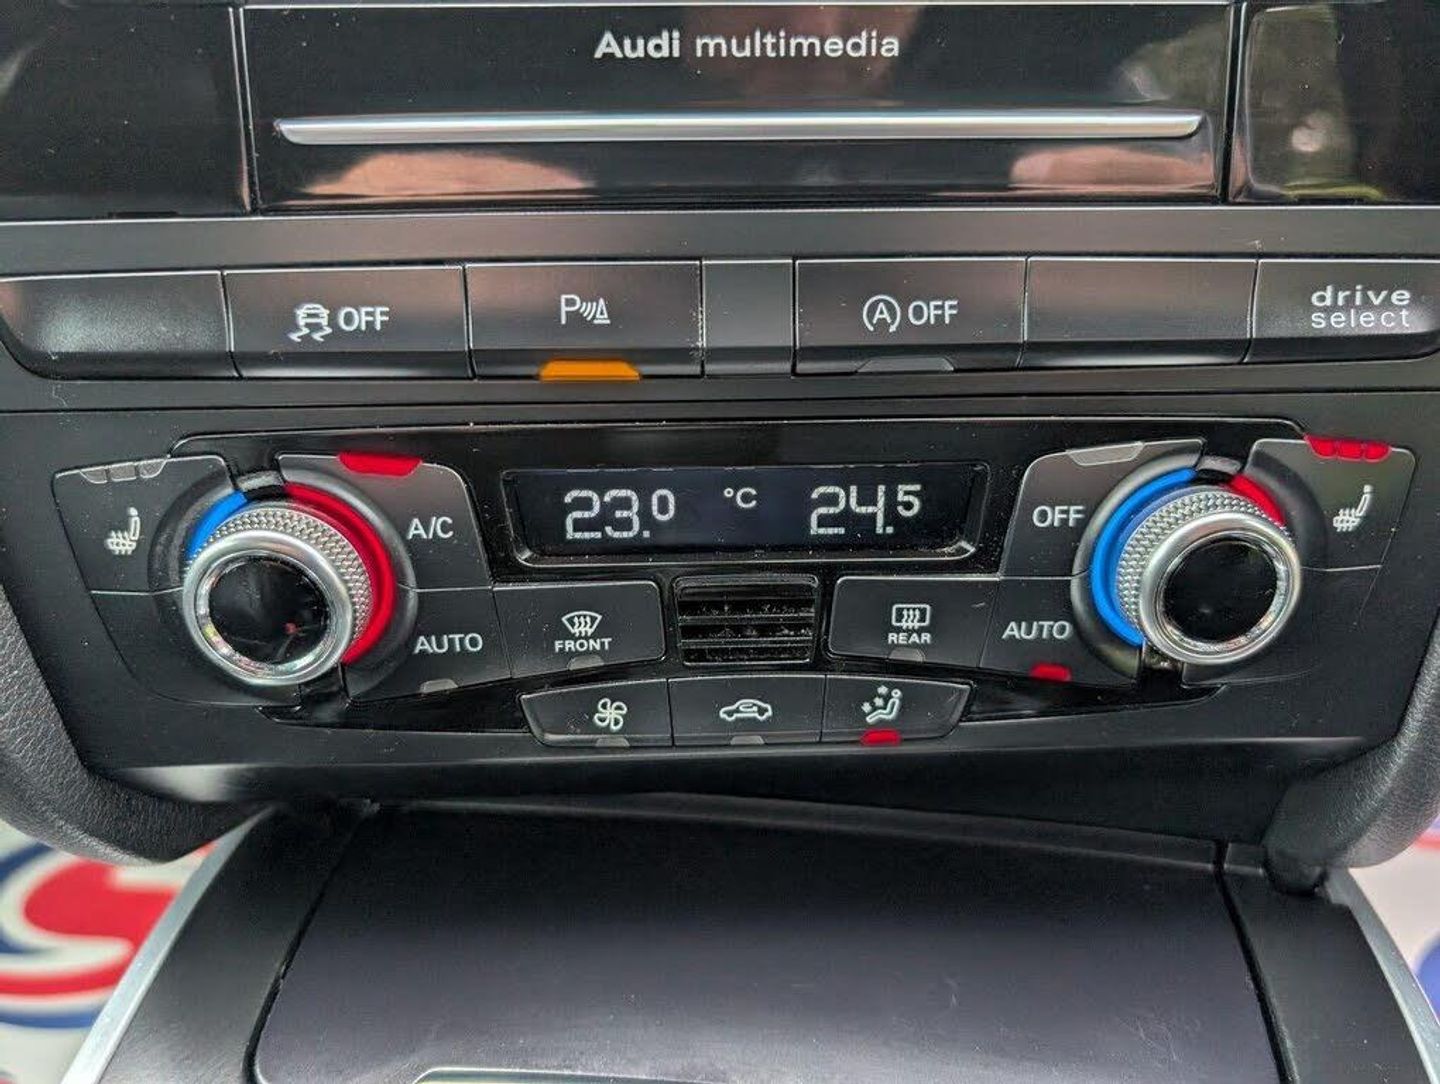 Audi multimedia
OFF
P
A OFF
drive
select
A/C
23.0 °C 24.5
OFF
AUTO
FRONT
REAR
AUTO